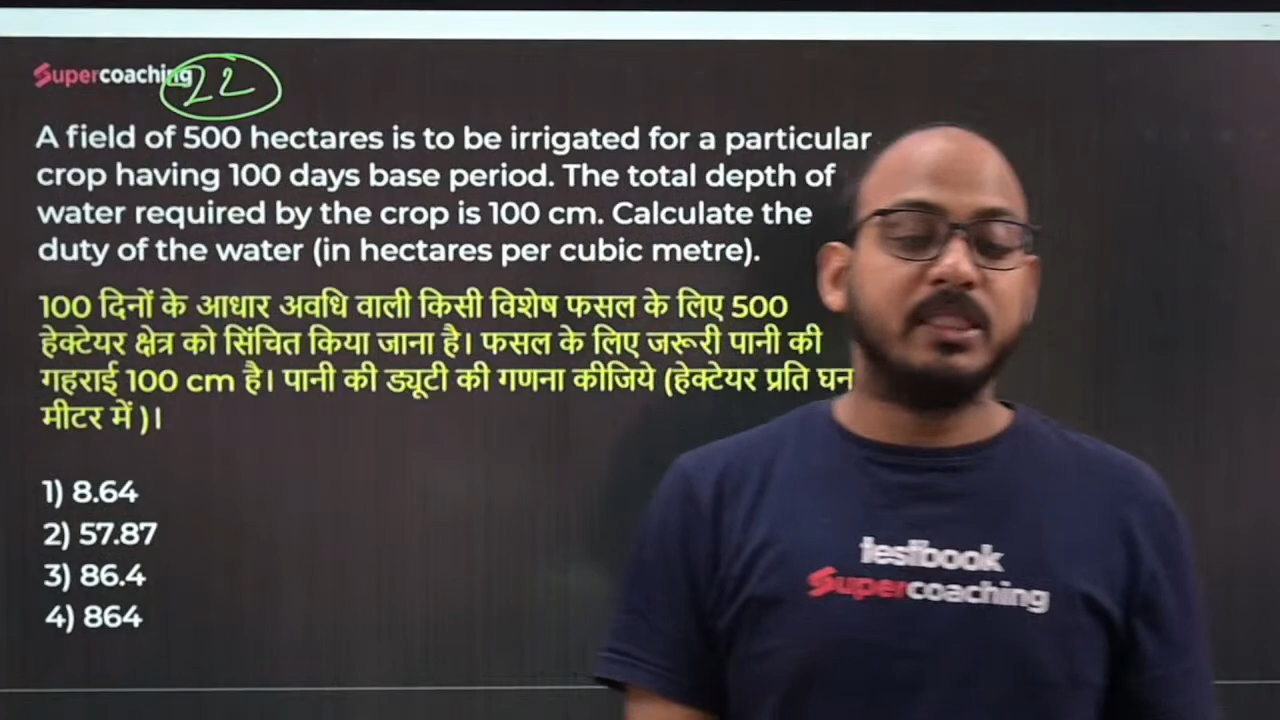 Supercoaching
22
A field of 500 hectares is to be irrigated for a particular
crop having 100 days base period. The total depth of
water required by the crop is 100 cm. Calculate the
duty of the water (in hectares per cubic metre).
100 दिनों के आधार अवधि वाली किसी विशेष फसल के लिए 500
हेक्टेयर क्षेत्र को सिंचित किया जाना है। फसल के लिए जरूरी पानी की
गहराई 100 cm है। पानी की ड्यूटी की गणना कीजिये (हेक्टेयर प्रति घन
मीटर में )।
1) 8.64
2) 57.87
3) 86.4
4) 864
testbook
Supercoaching